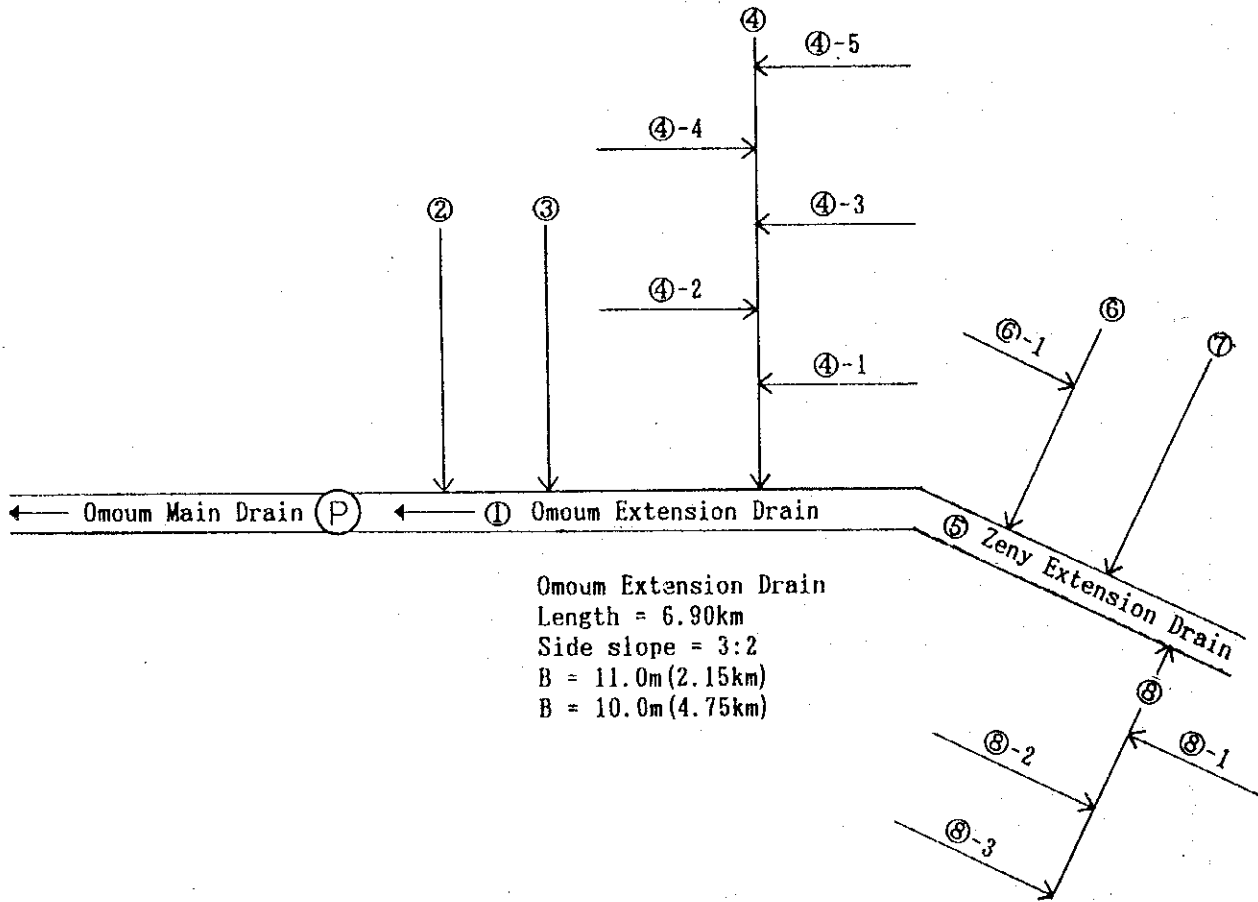 ④
④-5
④-4
②
③
④-3
④-2
⑥
⑥-1
⑦
④-1
Omoum Main Drain Ⓟ ① Omoum Extension Drain
⑤ Zeny Extension Drain
Omoum Extension Drain
Length = 6.90km
Side slope = 3:2
B = 11.0m(2.15km)
B = 10.0m(4.75km)
⑧
⑧-2
⑧-1
⑧-3